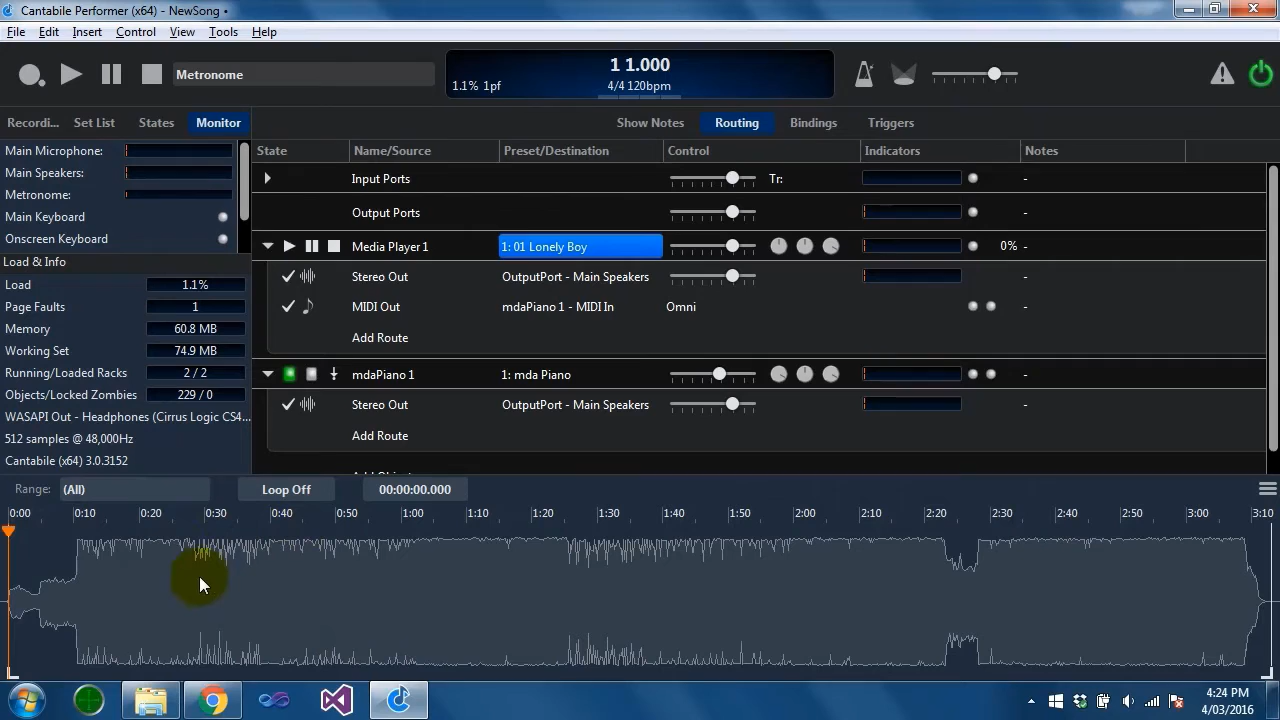 Cantabile Performer (x64) - NewSong •
File Edit Insert Control View Tools Help
Metronome
1 1.000
1.1% 1pf 4/4 120bpm
Recordi... Set List States Monitor
Show Notes Routing Bindings Triggers
Main Microphone:
Main Speakers:
Metronome:
Main Keyboard
Onscreen Keyboard
Load & Info
Load 1.1%
Page Faults 1
Memory 60.8 MB
Working Set 74.9 MB
Running/Loaded Racks 2 / 2
Objects/Locked Zombies 229 / 0
WASAPI Out - Headphones (Cirrus Logic CS4...
512 samples @ 48,000Hz
Cantabile (x64) 3.0.3152
State Name/Source Preset/Destination Control Indicators Notes
Input Ports Tr: -
Output Ports -
Media Player 1 1: 01 Lonely Boy 0% -
Stereo Out OutputPort - Main Speakers -
MIDI Out mdaPiano 1 - MIDI In Omni -
Add Route
mdaPiano 1 1: mda Piano -
Stereo Out OutputPort - Main Speakers -
Add Route
Add Object
Range: (All) Loop Off 00:00:00.000
0:00 0:10 0:20 0:30 0:40 0:50 1:00 1:10 1:20 1:30 1:40 1:50 2:00 2:10 2:20 2:30 2:40 2:50 3:00 3:10
4:24 PM
4/03/2016